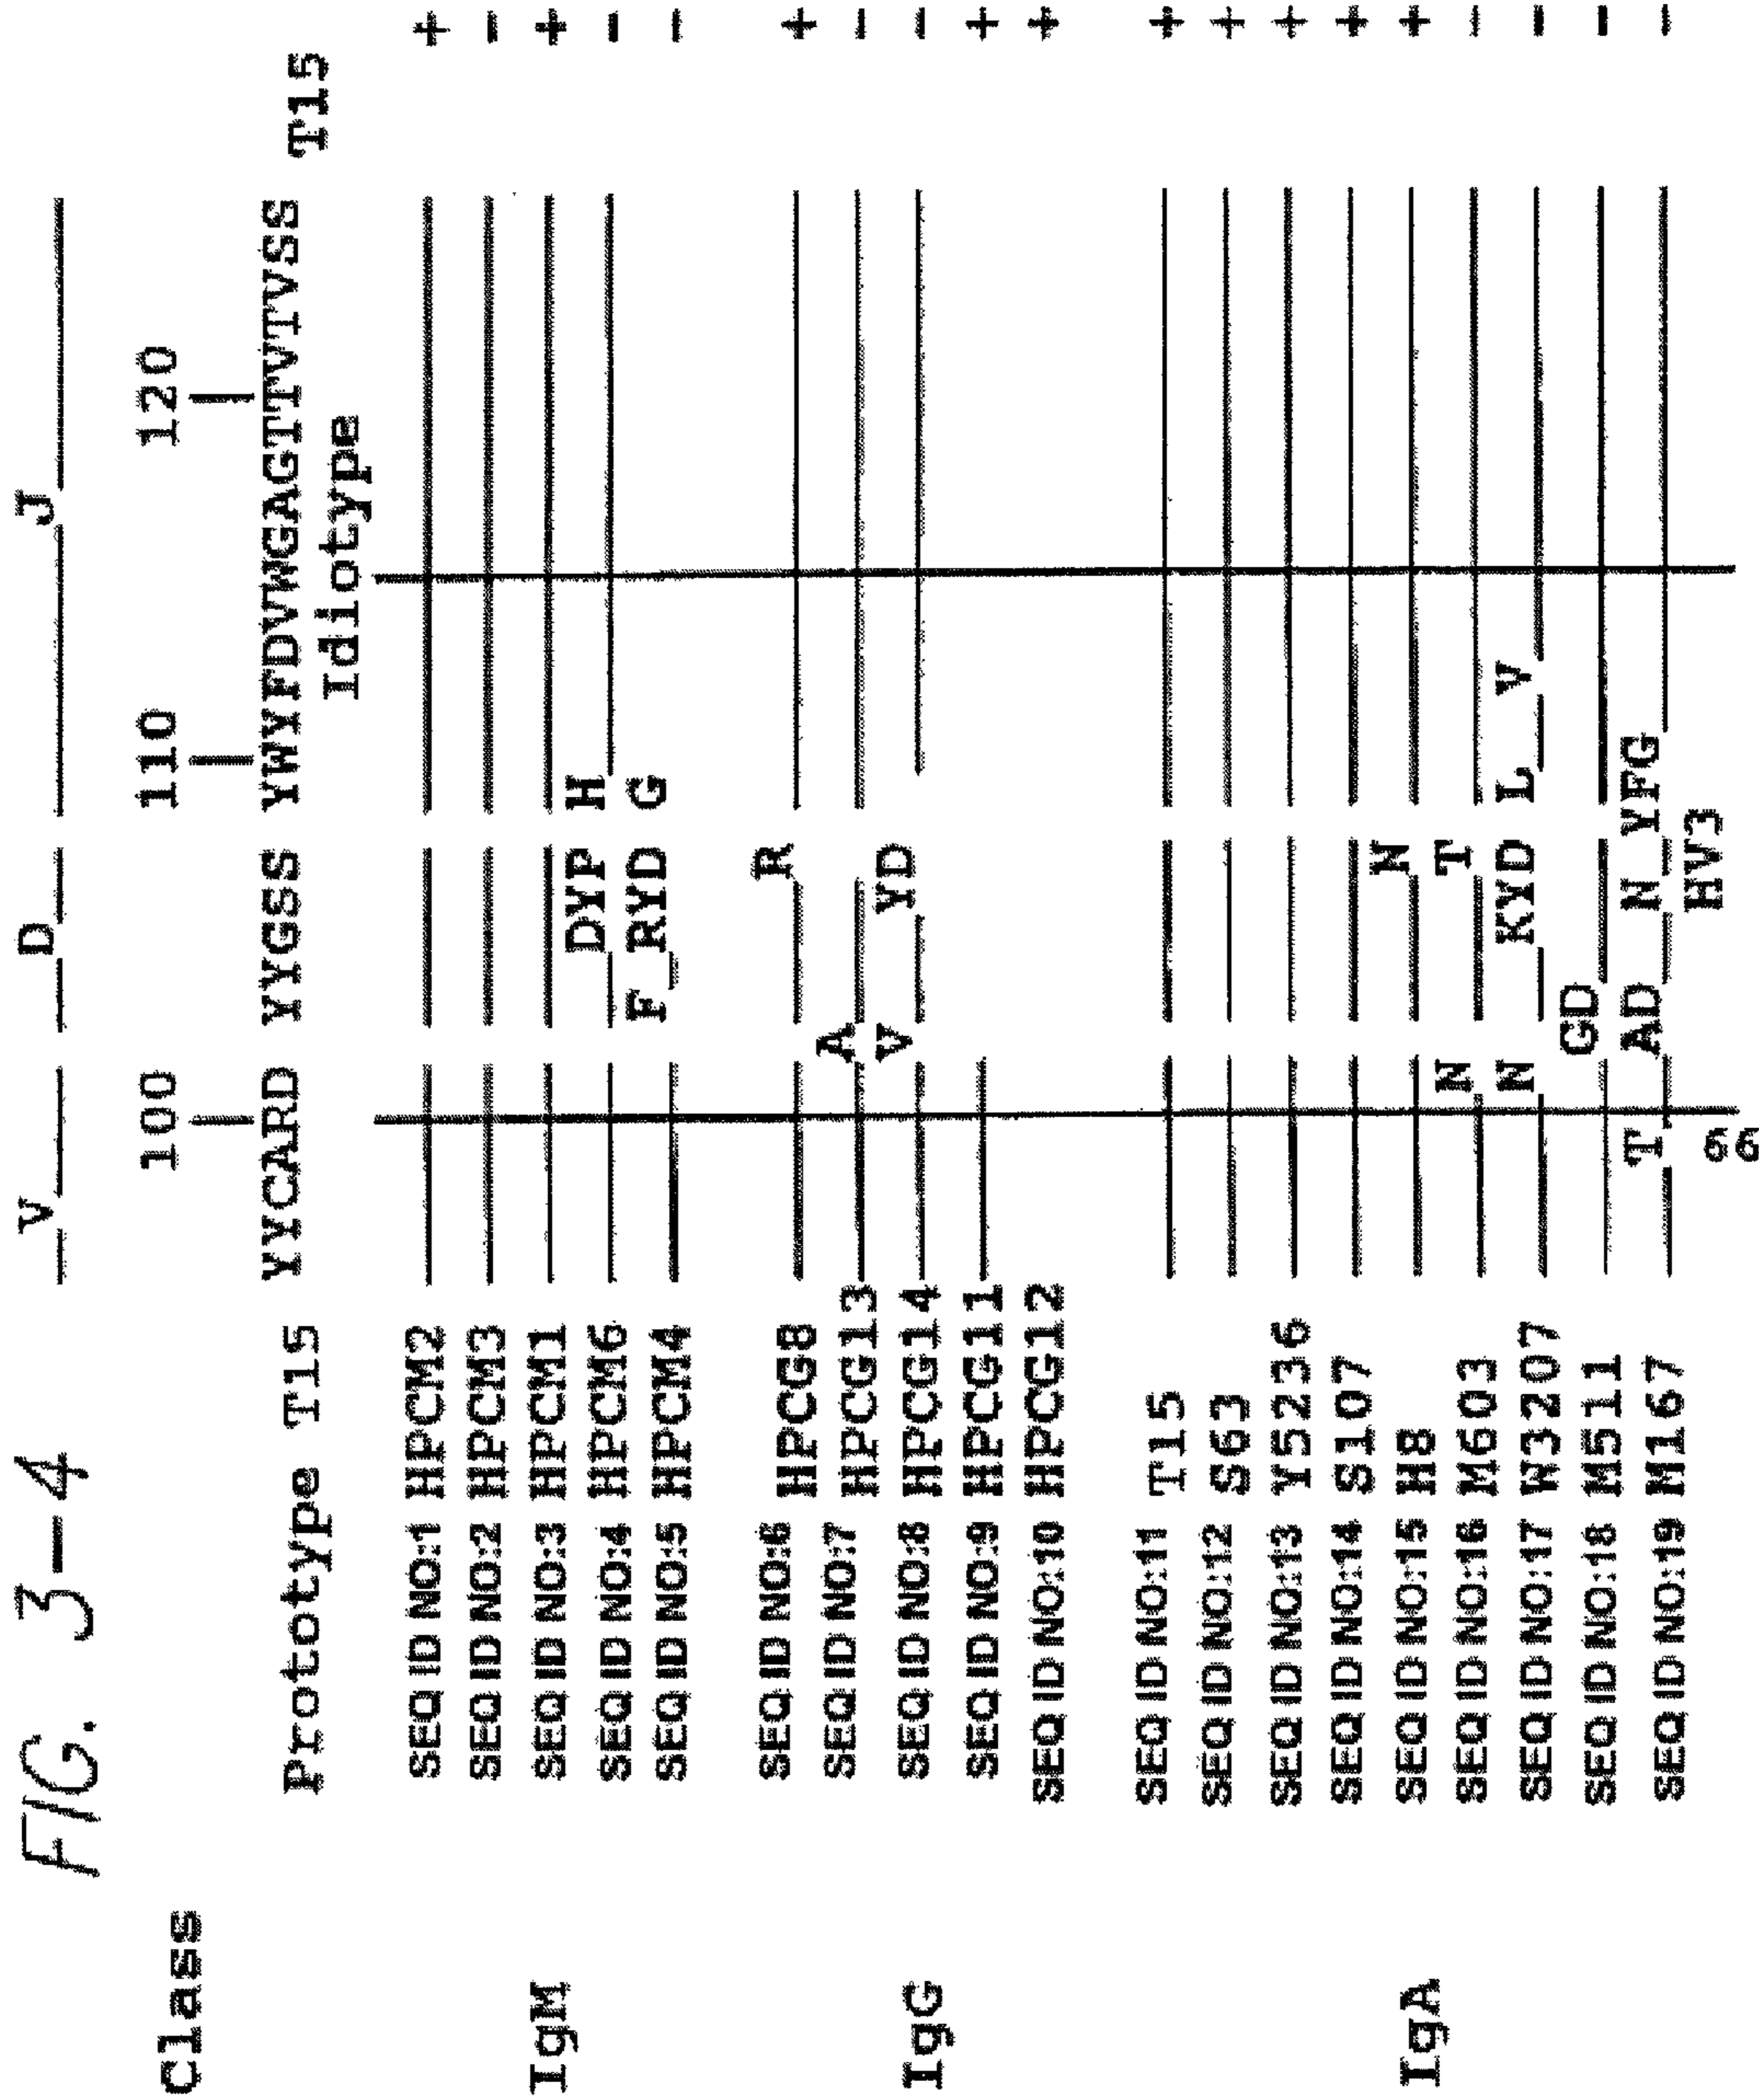 FIG. 3-4
V D J
Class 100 110 120
Prototype T15 YYCARD YYGSS YWYFDVWGAGTTVTVSS T15
Idiotype
SEQ ID NO:1 HPCM2 +
SEQ ID NO:2 HPCM3 -
IgM SEQ ID NO:3 HPCM1 +
SEQ ID NO:4 HPCM6 DYP H -
SEQ ID NO:5 HPCM4 F_RYD G -
SEQ ID NO:6 HPCG8 R +
SEQ ID NO:7 HPCG13 A -
IgG SEQ ID NO:8 HPCG14 V YD -
SEQ ID NO:9 HPCG11 +
SEQ ID NO:10 HPCG12 +
SEQ ID NO:11 T15 +
SEQ ID NO:12 S63 +
SEQ ID NO:13 Y5236 +
SEQ ID NO:14 S107 +
IgA SEQ ID NO:15 H8 N +
SEQ ID NO:16 M603 N T -
SEQ ID NO:17 W3207 N KYD L V -
SEQ ID NO:18 M511 GD -
SEQ ID NO:19 M167 T AD N YFG -
HV3
66